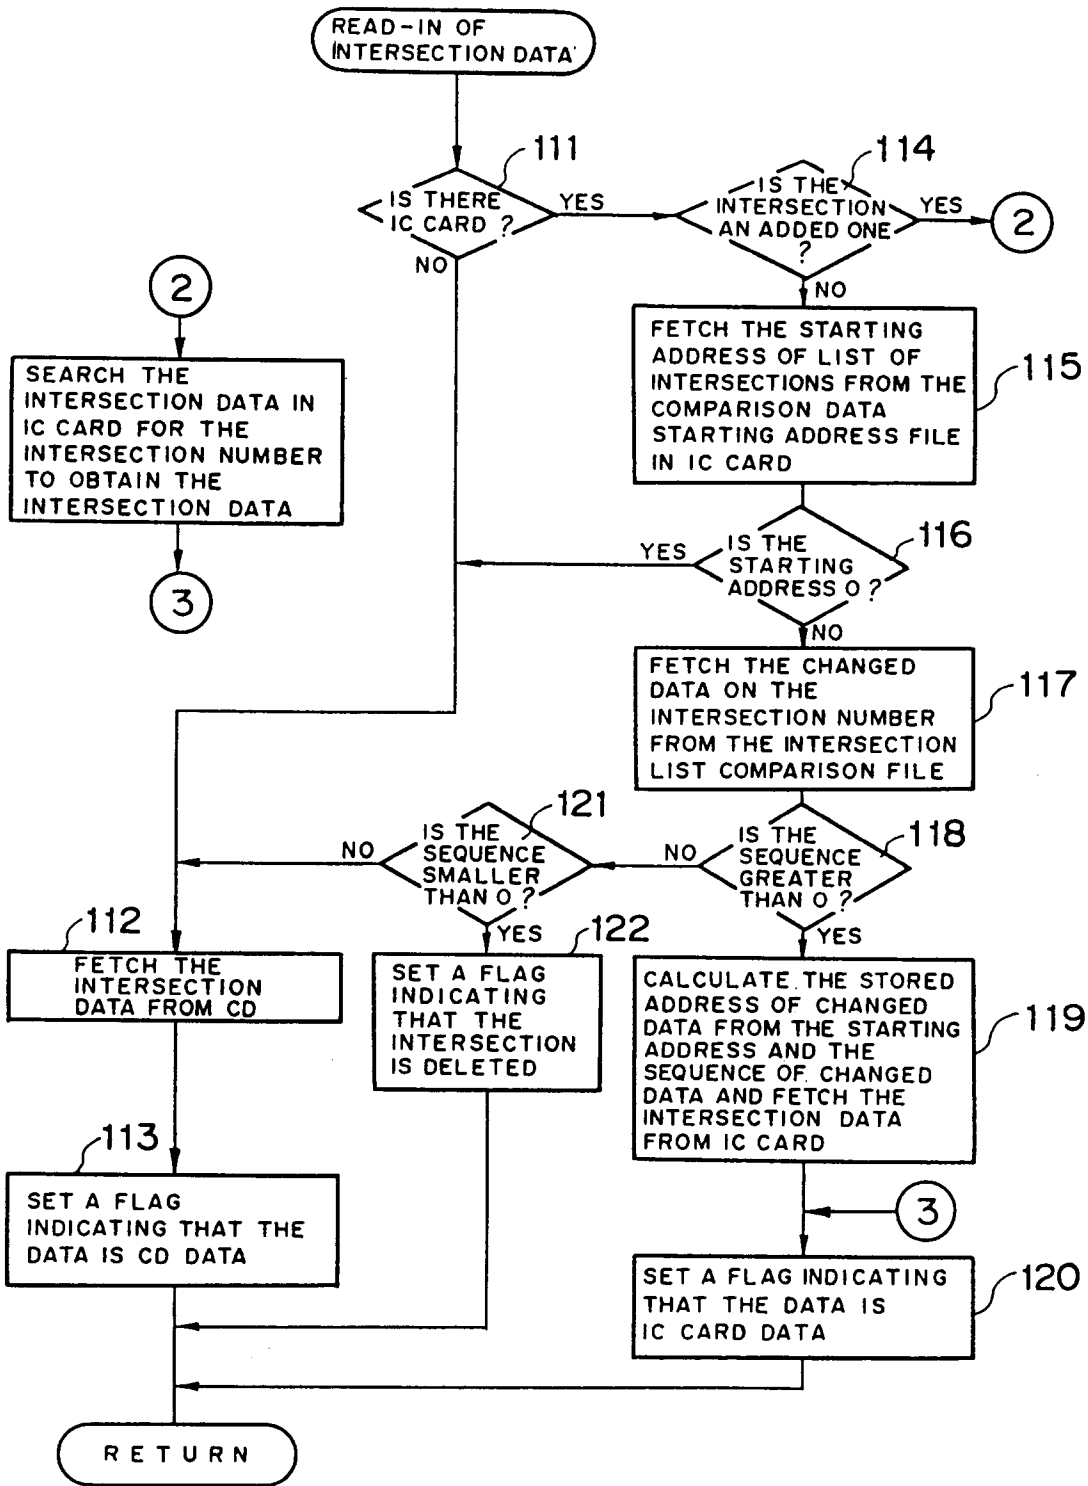 READ-IN OF
INTERSECTION DATA
111
IS THERE
IC CARD ?
YES
NO
114
IS THE
INTERSECTION
AN ADDED ONE
?
YES
2
NO
2
SEARCH THE
INTERSECTION DATA IN
IC CARD FOR THE
INTERSECTION NUMBER
TO OBTAIN THE
INTERSECTION DATA
3
FETCH THE STARTING
ADDRESS OF LIST OF
INTERSECTIONS FROM THE
COMPARISON DATA
STARTING ADDRESS FILE
IN IC CARD
115
116
IS THE
STARTING
ADDRESS 0 ?
YES
NO
FETCH THE CHANGED
DATA ON THE
INTERSECTION NUMBER
FROM THE INTERSECTION
LIST COMPARISON FILE
117
118
IS THE
SEQUENCE
GREATER
THAN 0 ?
NO
YES
121
IS THE
SEQUENCE
SMALLER
THAN 0 ?
NO
YES
112
FETCH THE
INTERSECTION
DATA FROM CD
122
SET A FLAG
INDICATING
THAT THE
INTERSECTION
IS DELETED
CALCULATE THE STORED
ADDRESS OF CHANGED
DATA FROM THE STARTING
ADDRESS AND THE
SEQUENCE OF CHANGED
DATA AND FETCH THE
INTERSECTION DATA
FROM IC CARD
119
113
SET A FLAG
INDICATING THAT THE
DATA IS CD DATA
3
SET A FLAG INDICATING
THAT THE DATA IS
IC CARD DATA
120
RETURN